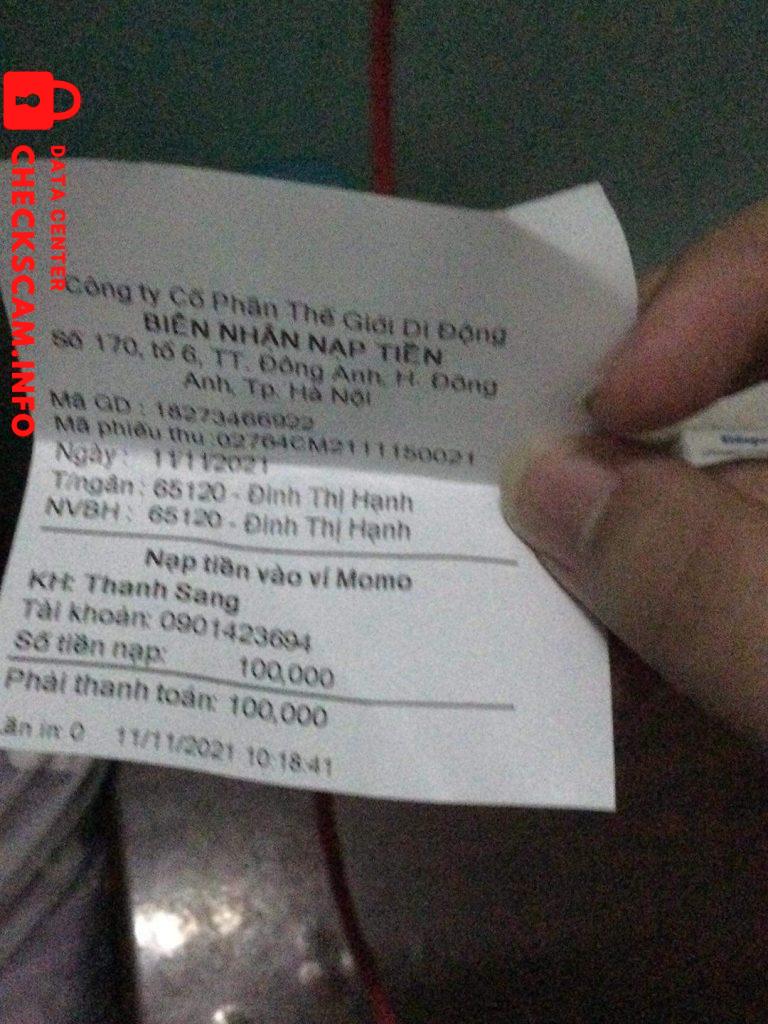 DATA CENTER
CHECKSCAM.INFO
Công ty Cổ Phần Thế Giới Di Động
BIÊN NHẬN NẠP TIỀN
Số 170, tổ 6, TT. Đông Anh, H. Đông
Anh, Tp. Hà Nội
Mã GD : 18273466922
Mã phiếu thu :02764CM2111150021
Ngày : 11/11/2021
T/ngân : 65120 - Đinh Thị Hạnh
NVBH : 65120 - Đinh Thị Hạnh
Nạp tiền vào ví Momo
KH: Thanh Sang
Tài khoản: 0901423694
Số tiền nạp: 100,000
Phải thanh toán: 100,000
ần in: 0 11/11/2021 10:18:41